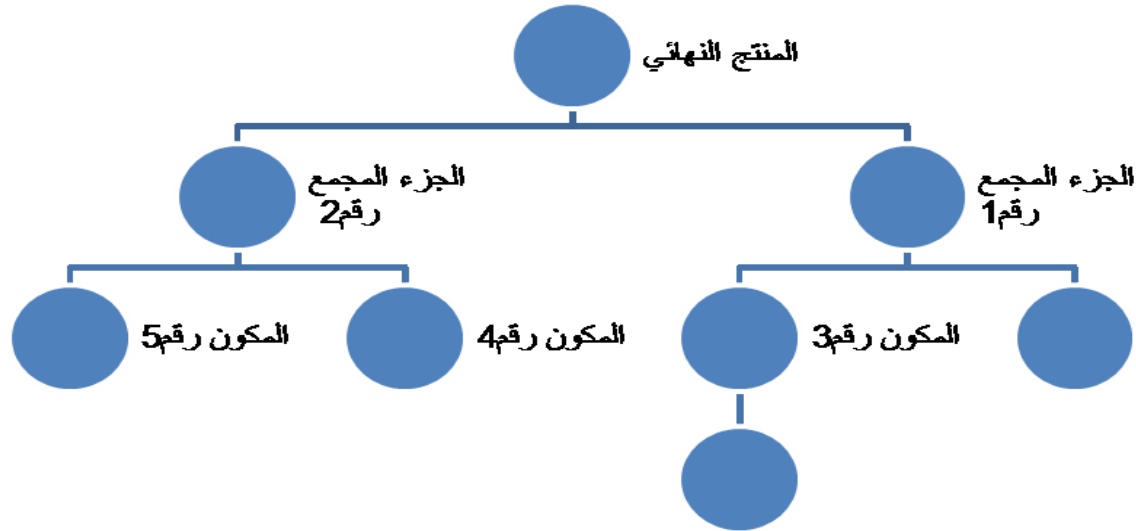 المنتج النهائي
الجزء المجمع
رقم1
الجزء المجمع
رقم2
المكون رقم3
المكون رقم4
المكون رقم5